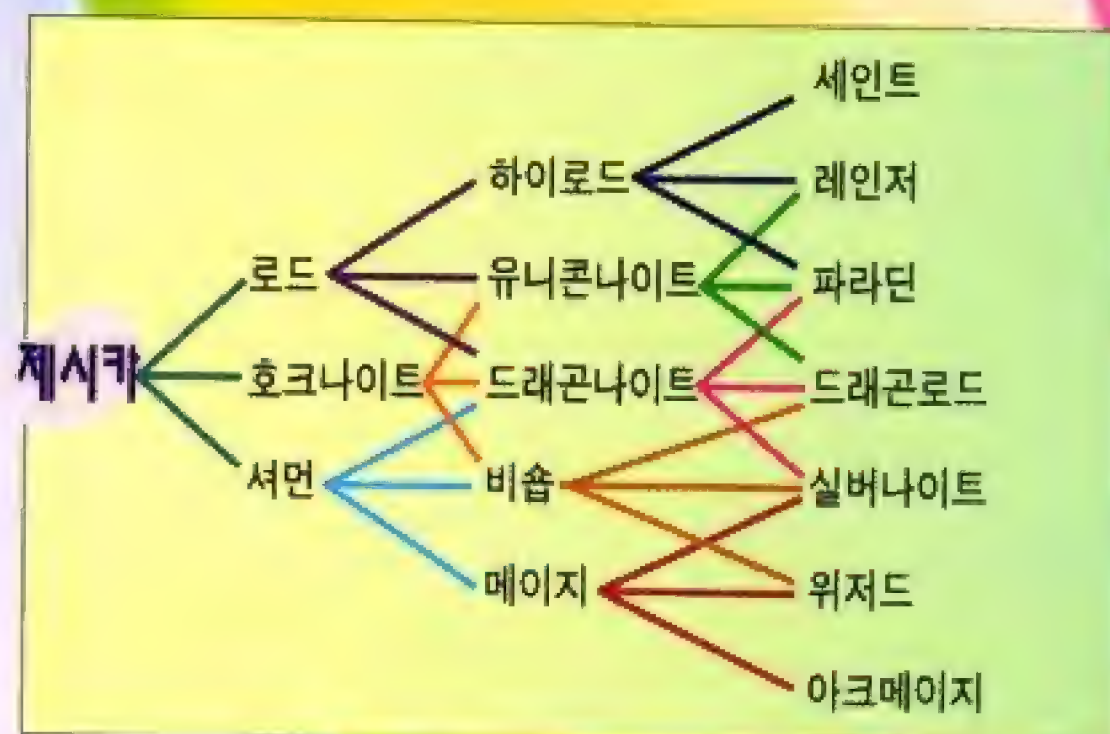 세인트
하이로드
레인저
로드
유니콘나이트
파라딘
제시카
호크나이트
드래곤나이트
드래곤로드
셔먼
비숍
실버나이트
메이지
위저드
아크메이지